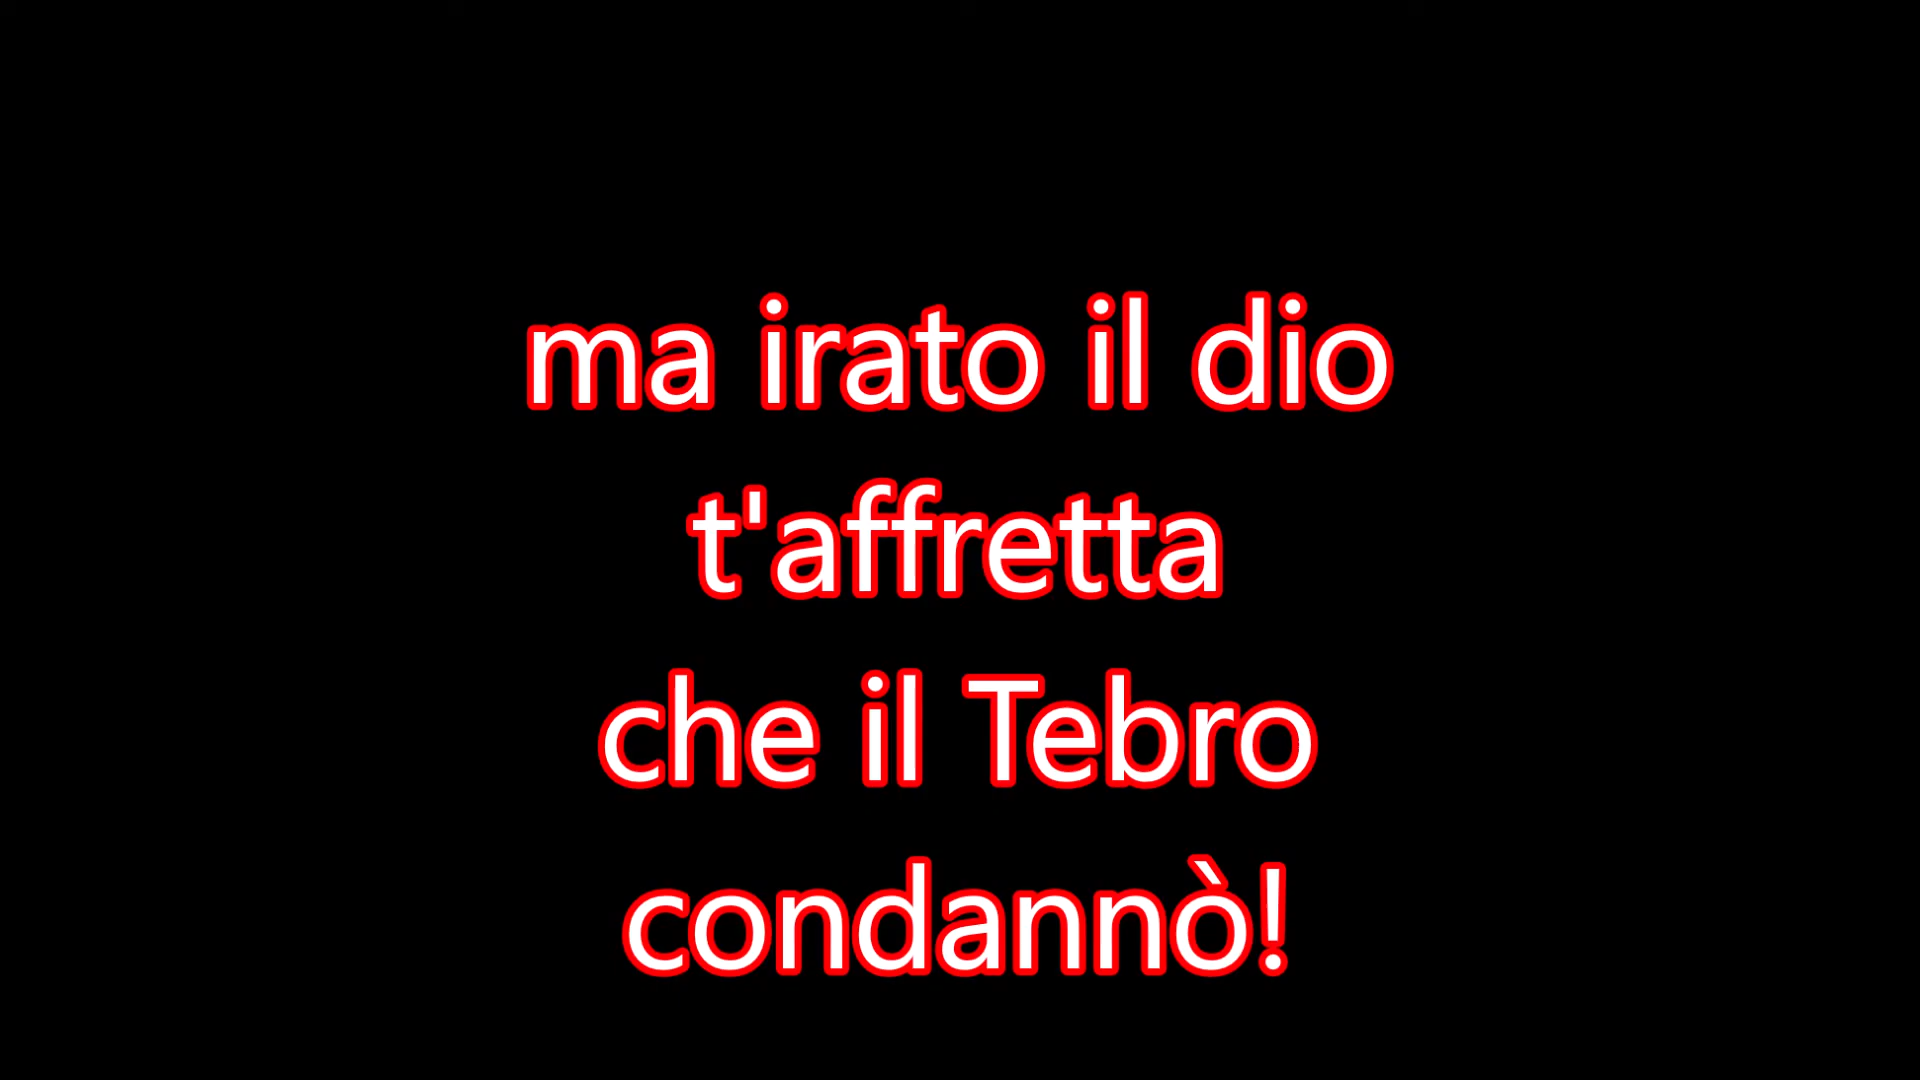 ma irato il dio
t'affretta
che il Tebro
condannò!